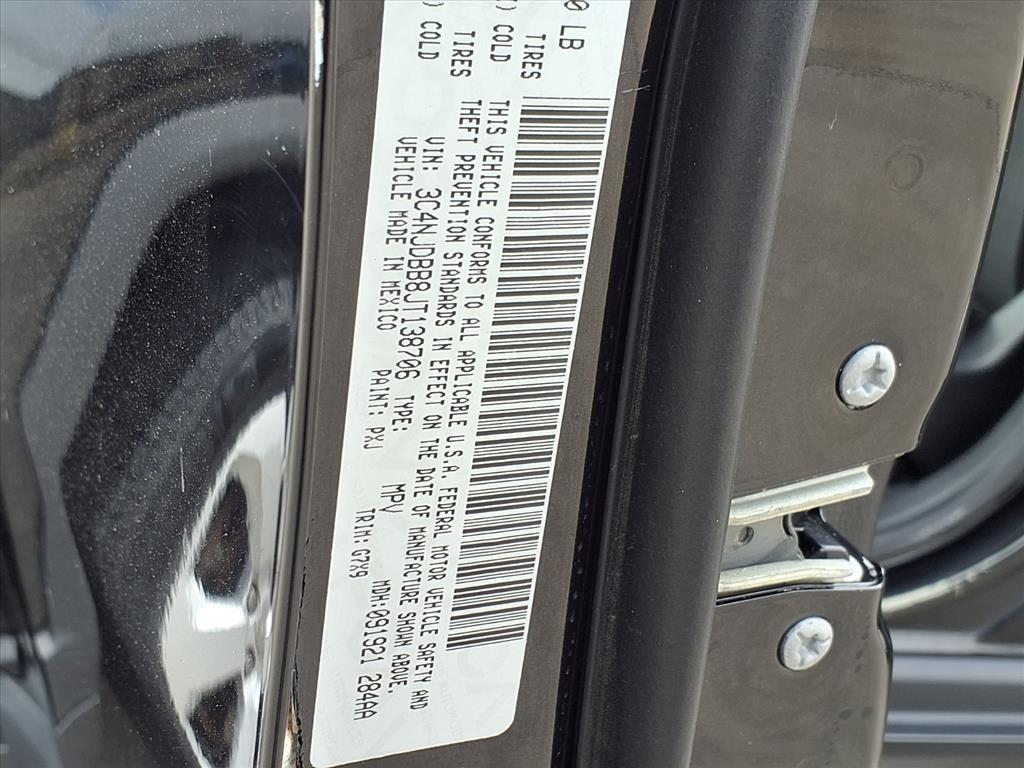 0 LB
TIRES
) COLD
TIRES
) COLD
THIS VEHICLE CONFORMS TO ALL APPLICABLE U.S.A. FEDERAL MOTOR VEHICLE SAFETY AND
THEFT PREVENTION STANDARDS IN EFFECT ON THE DATE OF MANUFACTURE SHOWN ABOVE.
VIN: 3C4NJDBB8JT138706 TYPE: MPV
VEHICLE MADE IN MEXICO PAINT: PXJ TRIM: G7X9 MDH: 091921 284AA